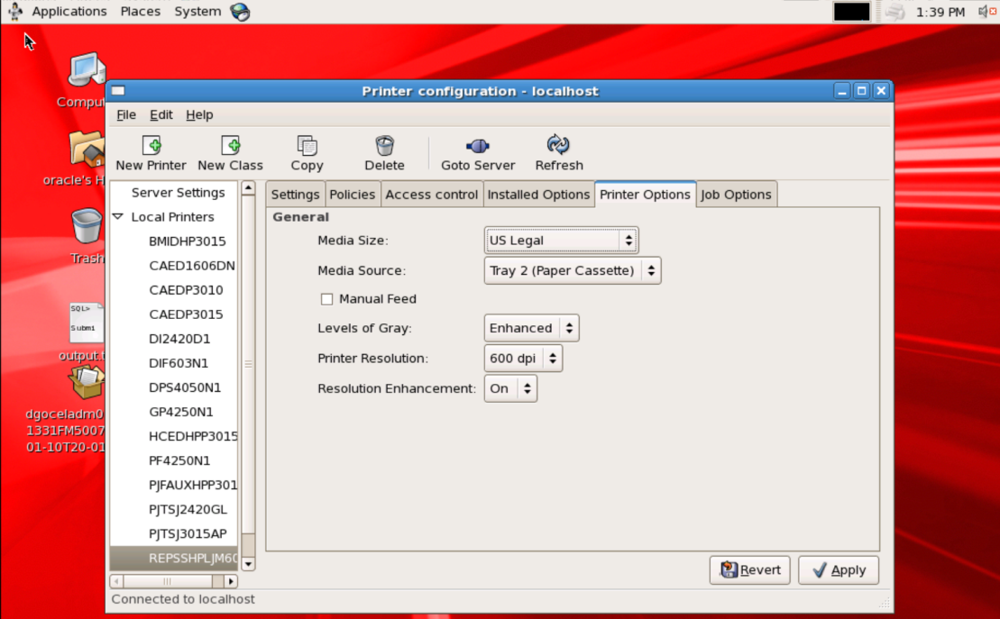 Applications Places System 1:39 PM
Comput
oracle's H
Trash
SQL>
Submi
output.t
dgoceladm0
1331FM5007
01-10T20-01
Printer configuration - localhost
File Edit Help
New Printer New Class Copy Delete Goto Server Refresh
Server Settings
Local Printers
BMIDHP3015
CAED1606DN
CAEDP3010
CAEDP3015
DI2420D1
DIF603N1
DPS4050N1
GP4250N1
HCEDHPP3015
PF4250N1
PJFAUXHPP301
PJTSJ2420GL
PJTSJ3015AP
REPSSHPLJM60
Settings Policies Access control Installed Options Printer Options Job Options
General
Media Size: US Legal
Media Source: Tray 2 (Paper Cassette)
Manual Feed
Levels of Gray: Enhanced
Printer Resolution: 600 dpi
Resolution Enhancement: On
Revert Apply
Connected to localhost